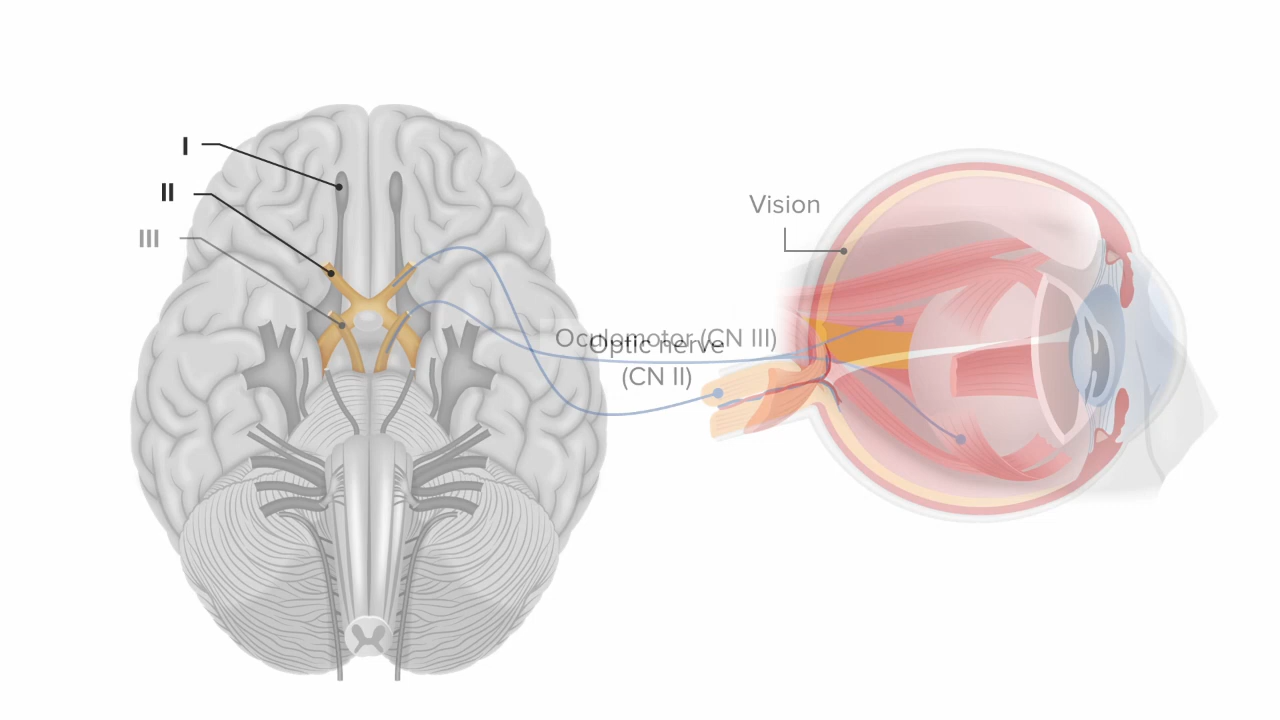 I
II
Vision
III
Oculomotor (CN III)
Optic nerve
(CN II)